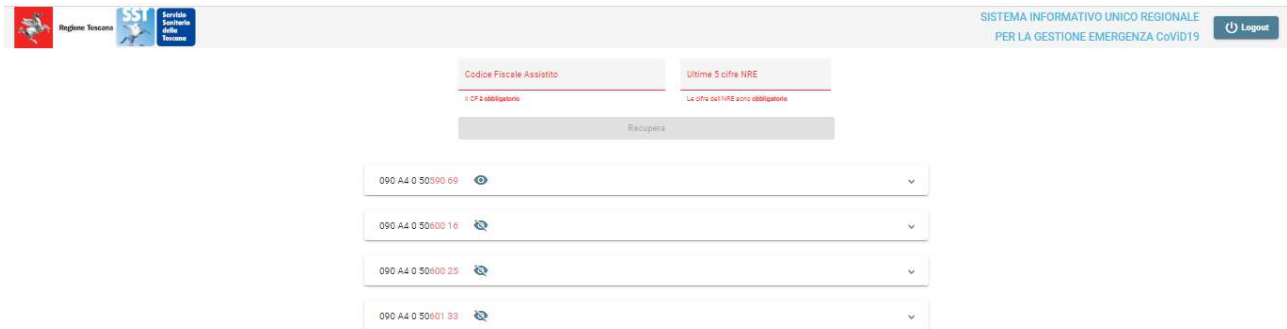 Regione Toscana
SST
Servizio
Sanitario
della
Toscana
SISTEMA INFORMATIVO UNICO REGIONALE
PER LA GESTIONE EMERGENZA CoViD19
Logout
Codice Fiscale Assistito
Ultime 5 cifre NRE
Il CF è obbligatorio
Le cifre dell'NRE sono obbligatorie
Recupera
090 A4 0 50590 69
090 A4 0 50600 16
090 A4 0 50600 25
090 A4 0 50601 33